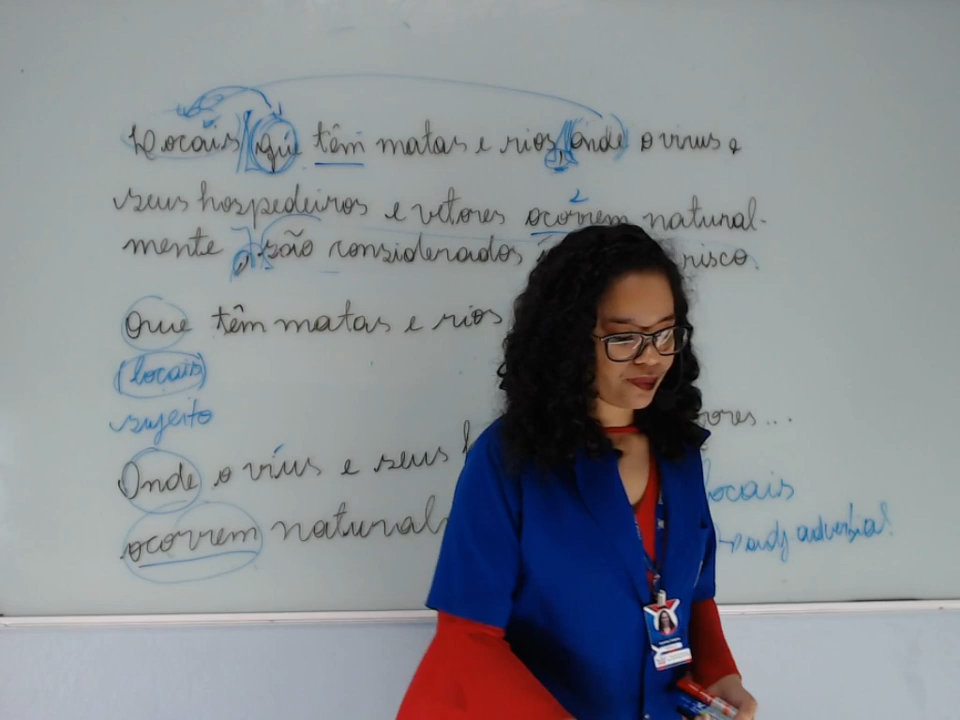 Locais que têm matas e rios, onde o vírus e
seus hospedeiros e vetores ocorrem natural-
mente, são considerados risco.
Que têm matas e rios
(locais)
sujeito
Onde o vírus e seus
ocorrem natural
locais
adj adverbial